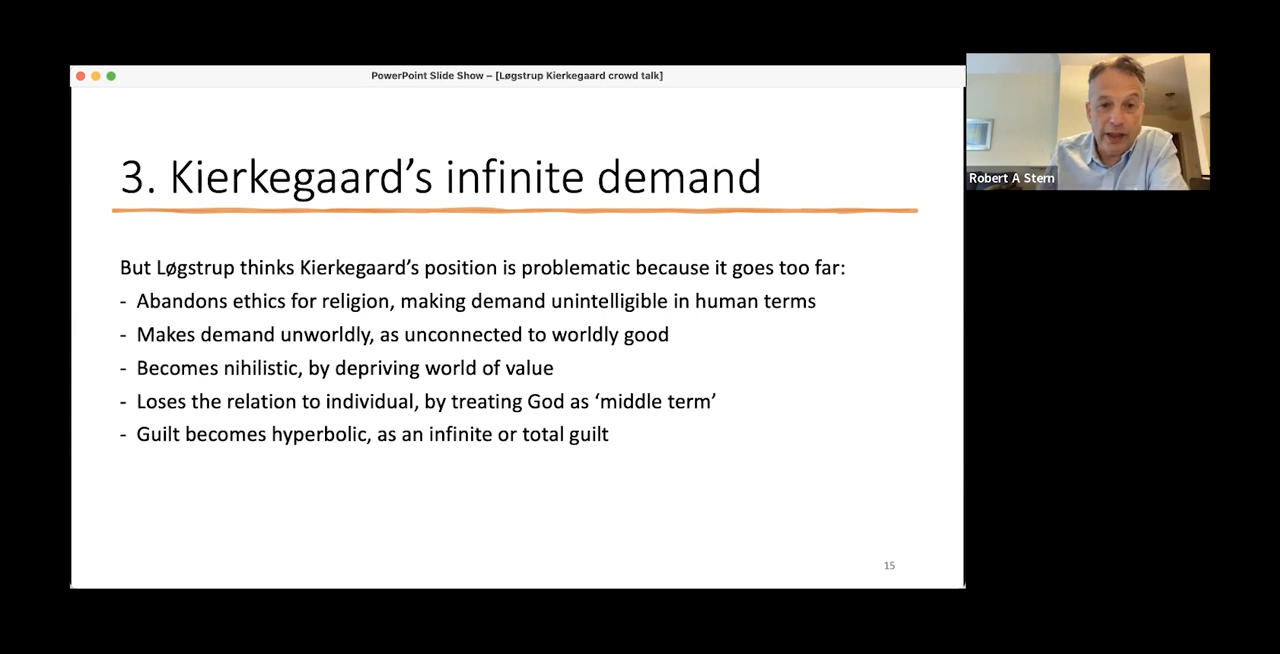 PowerPoint Slide Show – [Løgstrup Kierkegaard crowd talk]
3. Kierkegaard’s infinite demand
But Løgstrup thinks Kierkegaard’s position is problematic because it goes too far:
- Abandons ethics for religion, making demand unintelligible in human terms
- Makes demand unworldly, as unconnected to worldly good
- Becomes nihilistic, by depriving world of value
- Loses the relation to individual, by treating God as ‘middle term’
- Guilt becomes hyperbolic, as an infinite or total guilt
15
Robert A Stern